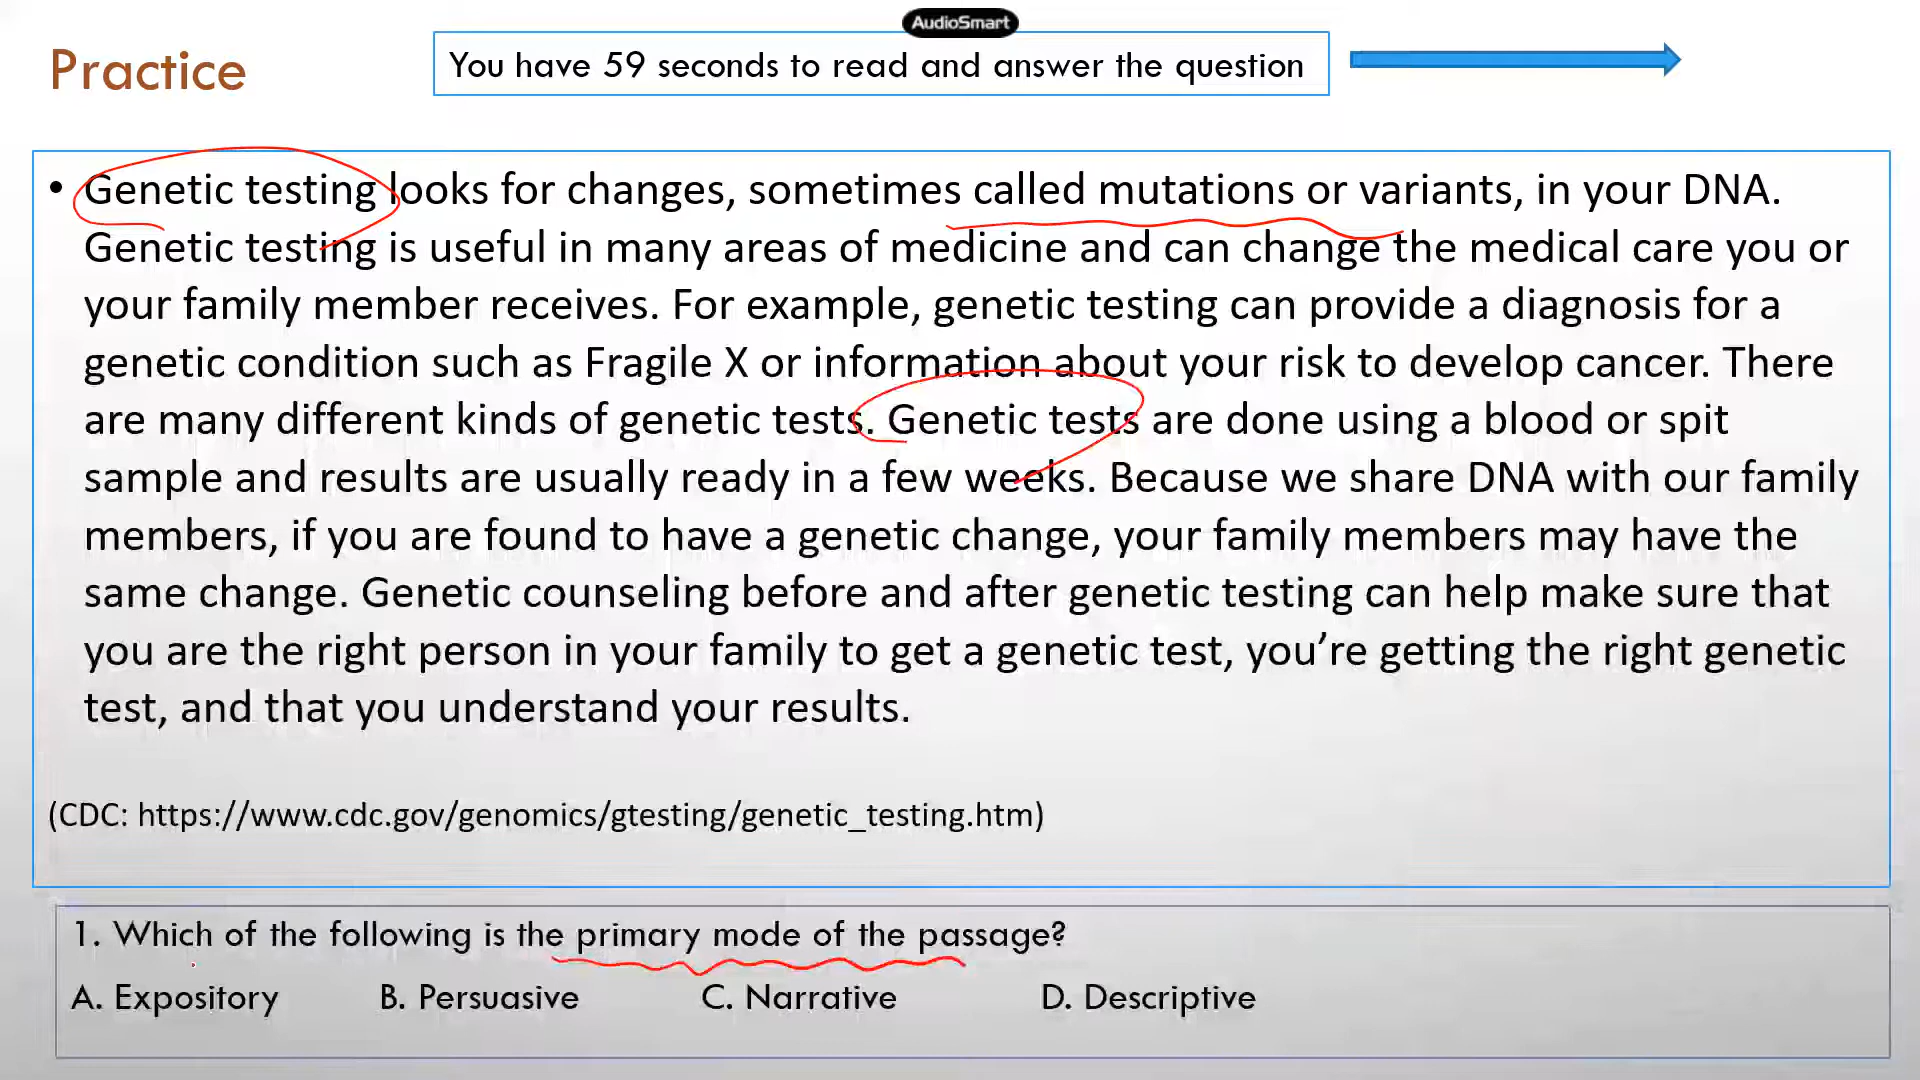 AudioSmart
Practice
You have 59 seconds to read and answer the question
• Genetic testing looks for changes, sometimes called mutations or variants, in your DNA.
Genetic testing is useful in many areas of medicine and can change the medical care you or
your family member receives. For example, genetic testing can provide a diagnosis for a
genetic condition such as Fragile X or information about your risk to develop cancer. There
are many different kinds of genetic tests. Genetic tests are done using a blood or spit
sample and results are usually ready in a few weeks. Because we share DNA with our family
members, if you are found to have a genetic change, your family members may have the
same change. Genetic counseling before and after genetic testing can help make sure that
you are the right person in your family to get a genetic test, you’re getting the right genetic
test, and that you understand your results.
(CDC: https://www.cdc.gov/genomics/gtesting/genetic_testing.htm)
1. Which of the following is the primary mode of the passage?
A. Expository B. Persuasive C. Narrative D. Descriptive